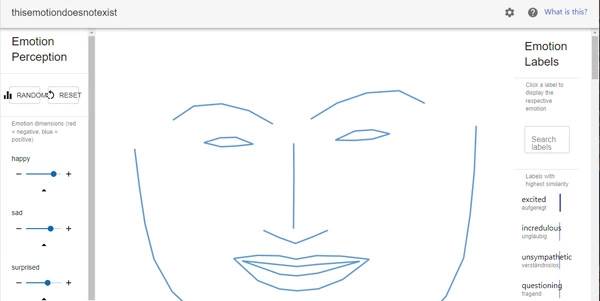 thisemotiondoesnotexist
What is this?
Emotion
Perception
RANDOM
RESET
Emotion dimensions (red
= negative, blue =
positive)
happy
sad
surprised
Emotion
Labels
Click a label to
display the
respective
emotion.
Search
labels
Labels with
highest similarity
excited
aufgeregt
incredulous
ungläubig
unsympathetic
verständnislos
questioning
fragend